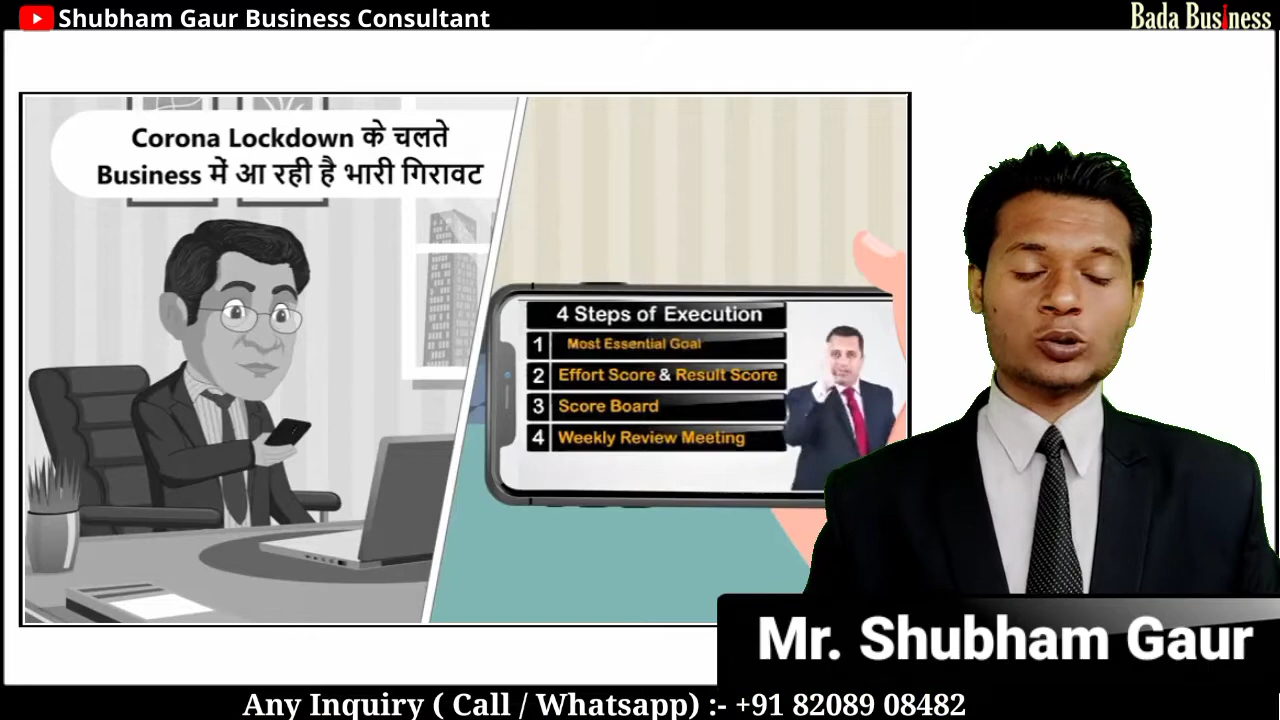 Shubham Gaur Business Consultant
Bada Business
Corona Lockdown के चलते
Business में आ रही है भारी गिरावट
4 Steps of Execution
1 Most Essential Goal
2 Effort Score & Result Score
3 Score Board
4 Weekly Review Meeting
Mr. Shubham Gaur
Any Inquiry ( Call / Whatsapp) :- +91 82089 08482